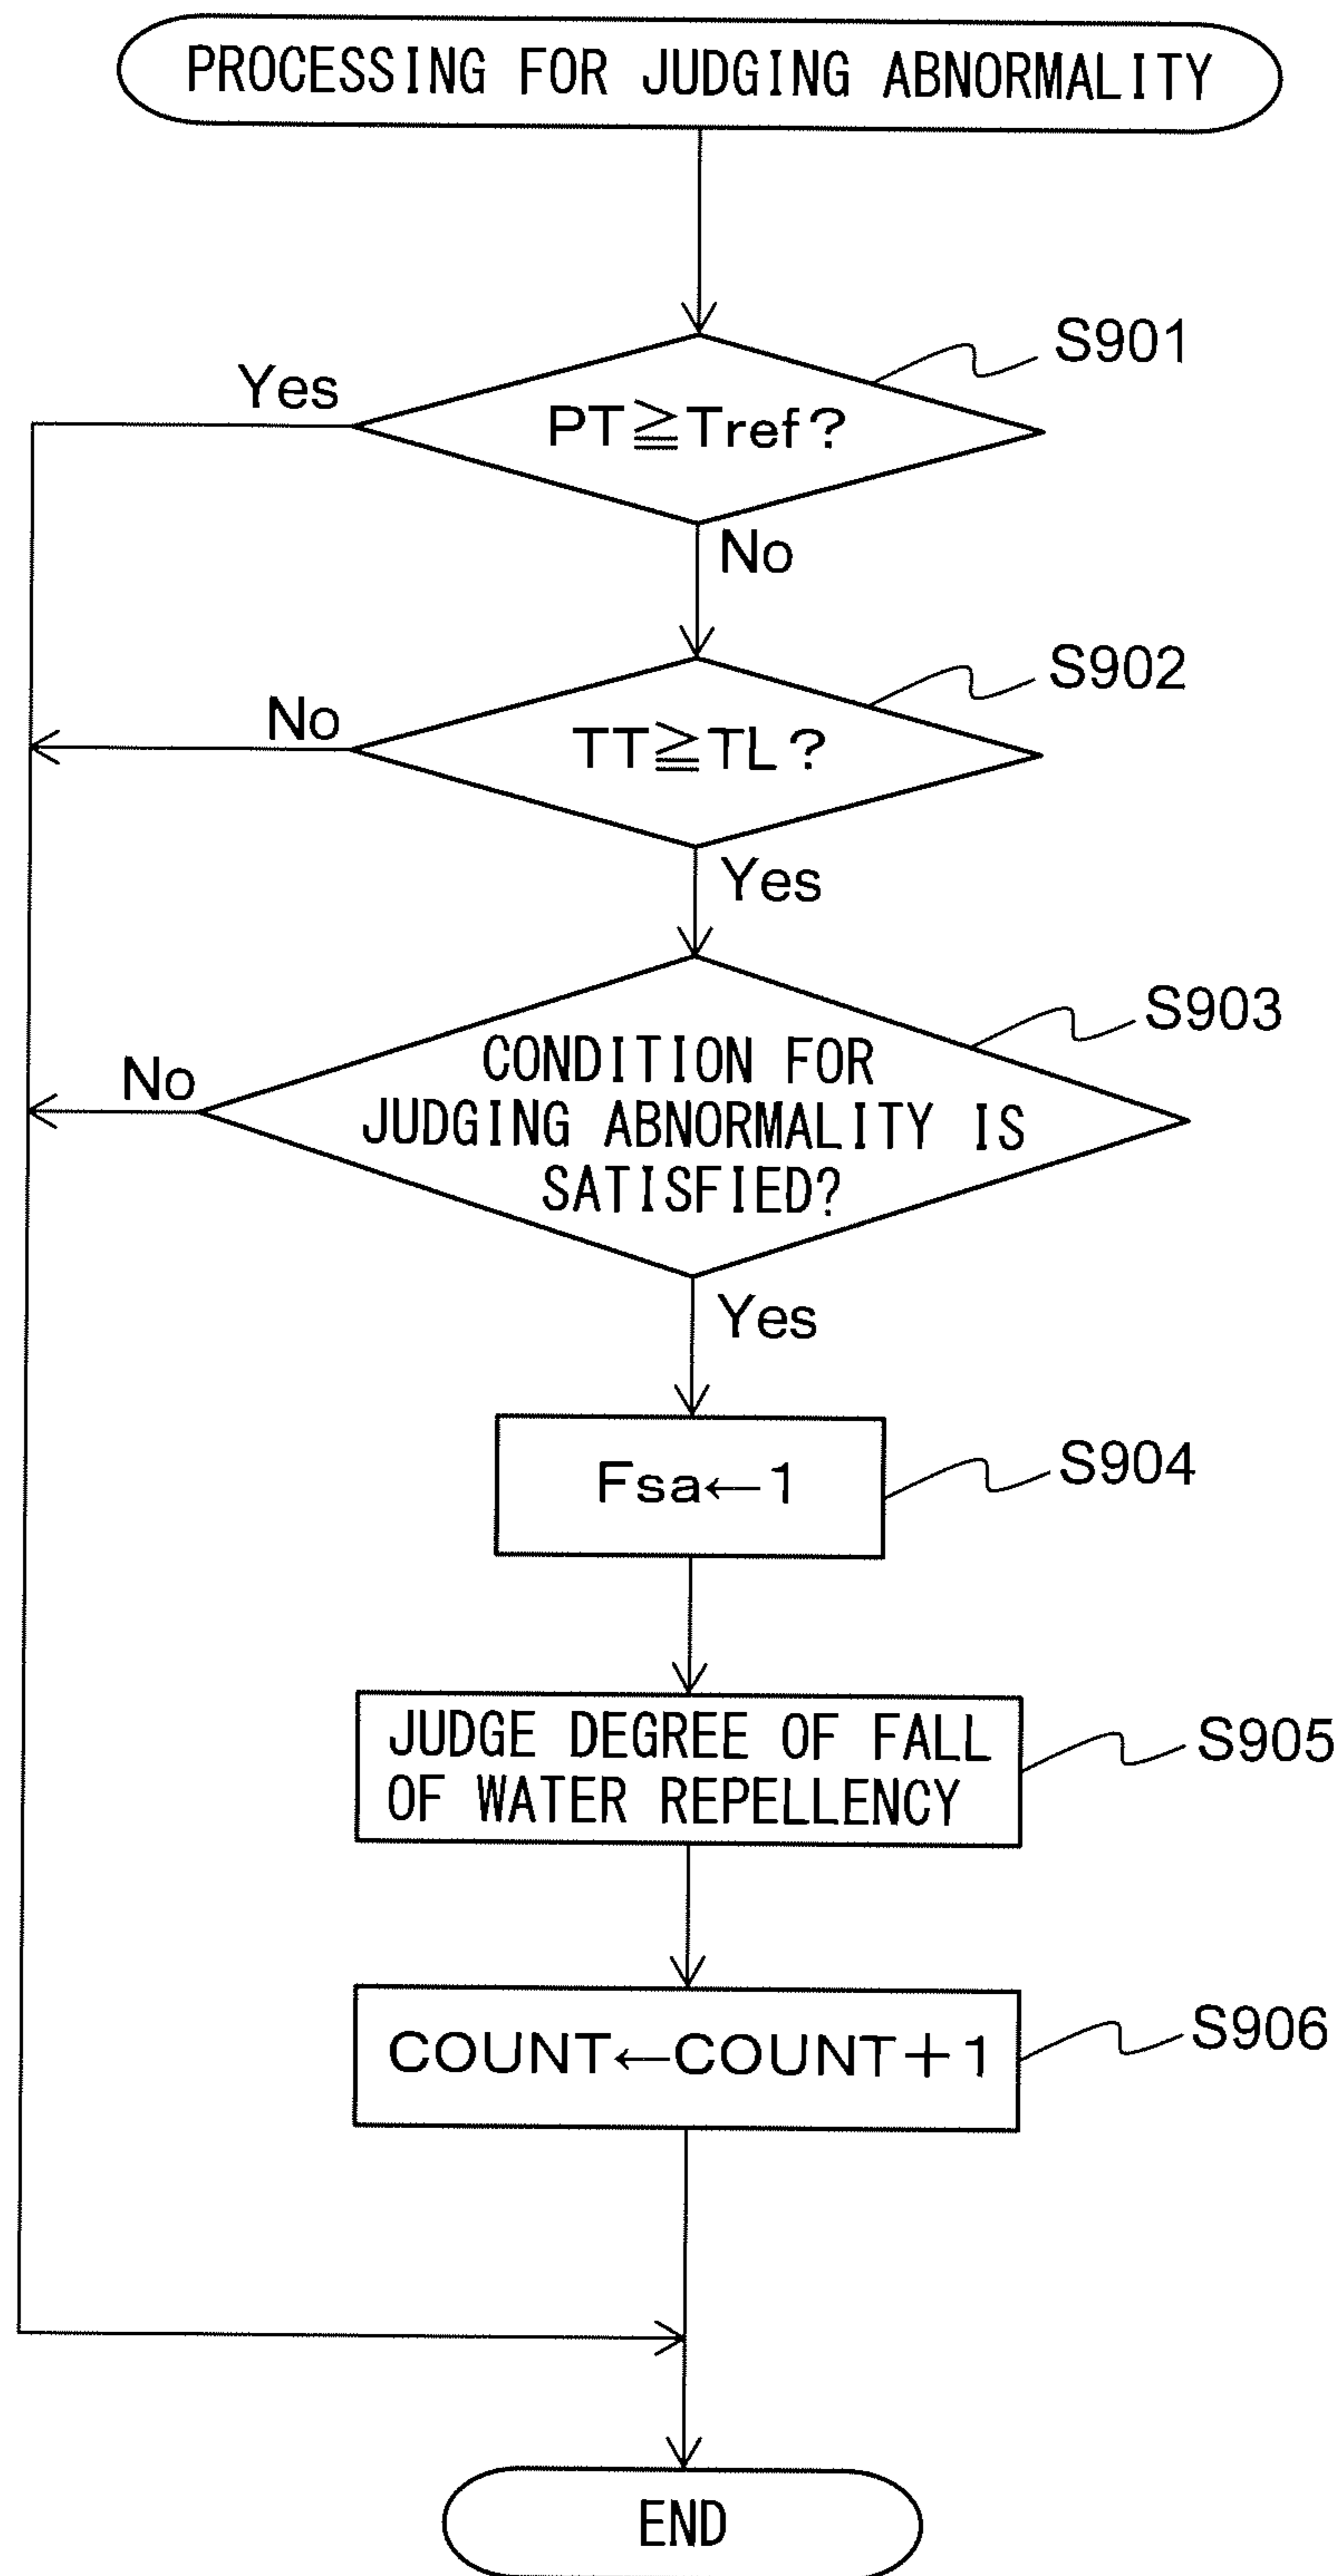 PROCESSING FOR JUDGING ABNORMALITY
S901
Yes
PT≧Tref?
No
S902
No
TT≧TL?
Yes
S903
No
CONDITION FOR
JUDGING ABNORMALITY IS
SATISFIED?
Yes
Fsa←1
S904
JUDGE DEGREE OF FALL
OF WATER REPELLENCY
S905
COUNT←COUNT+1
S906
END